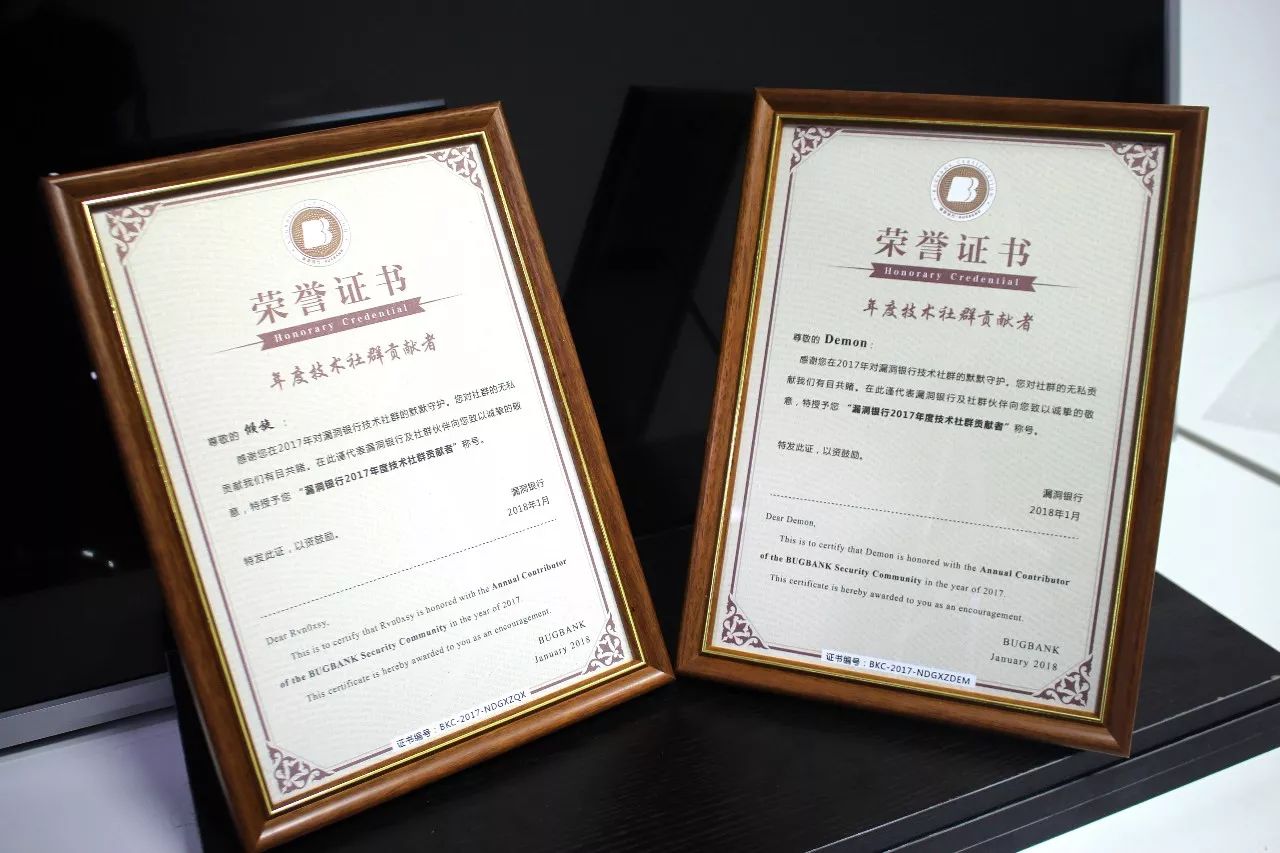 荣誉证书
Honorary Credential
年度技术社群贡献者
尊敬的 倾旋 :
感谢您在2017年对漏洞银行技术社群的默默守护。您对社群的无私
贡献我们有目共睹。在此谨代表漏洞银行及社群伙伴向您致以诚挚的敬
意，特授予您 “漏洞银行2017年度技术社群贡献者” 称号。
特发此证，以资鼓励。
漏洞银行
2018年1月
Dear Rvn0xsy,
This is to certify that Rvn0xsy is honored with the Annual Contributor
of the BUGBANK Security Community in the year of 2017.
This certificate is hereby awarded to you as an encouragement.
BUGBANK
January 2018
证书编号：BKC-2017-NDGXZQX
荣誉证书
Honorary Credential
年度技术社群贡献者
尊敬的 Demon :
感谢您在2017年对漏洞银行技术社群的默默守护。您对社群的无私贡
献我们有目共睹。在此谨代表漏洞银行及社群伙伴向您致以诚挚的敬
意，特授予您 “漏洞银行2017年度技术社群贡献者” 称号。
特发此证，以资鼓励。
漏洞银行
2018年1月
Dear Demon,
This is to certify that Demon is honored with the Annual Contributor
of the BUGBANK Security Community in the year of 2017.
This certificate is hereby awarded to you as an encouragement.
BUGBANK
January 2018
证书编号：BKC-2017-NDGXZDEM